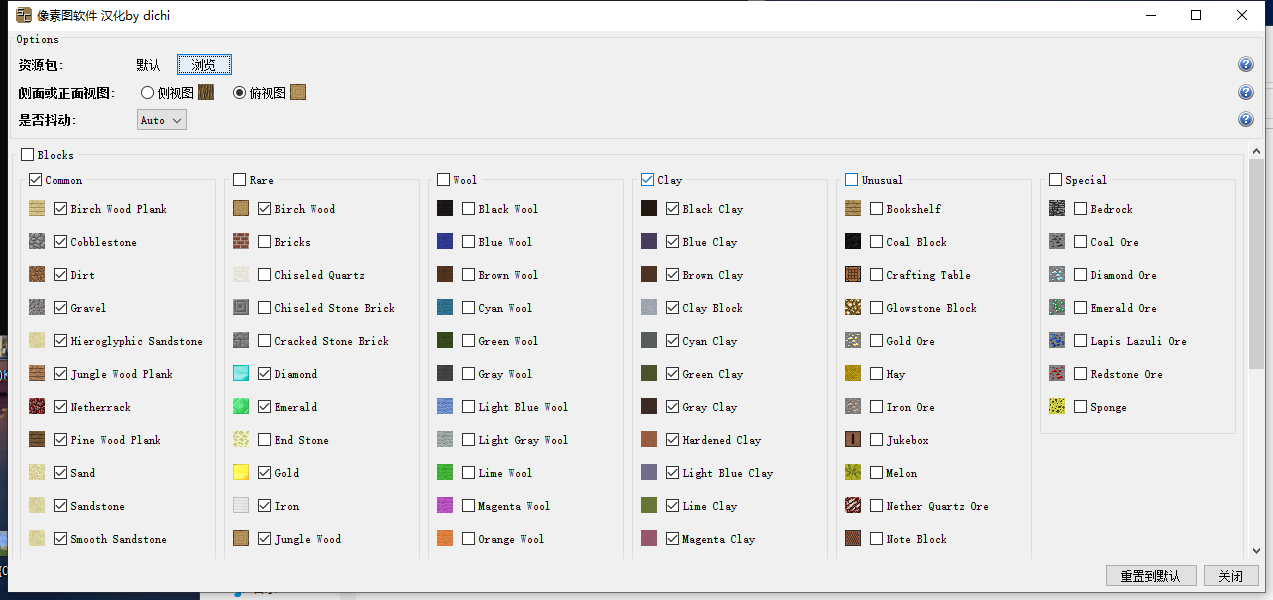 像素图软件 汉化by dichi
Options
资源包: 默认 浏览
侧面或正面视图: 侧视图 俯视图
是否抖动: Auto
Blocks
Common Rare Wool Clay Unusual Special
Birch Wood Plank Birch Wood Black Wool Black Clay Bookshelf Bedrock
Cobblestone Bricks Blue Wool Blue Clay Coal Block Coal Ore
Dirt Chiseled Quartz Brown Wool Brown Clay Crafting Table Diamond Ore
Gravel Chiseled Stone Brick Cyan Wool Clay Block Glowstone Block Emerald Ore
Hieroglyphic Sandstone Cracked Stone Brick Green Wool Cyan Clay Gold Ore Lapis Lazuli Ore
Jungle Wood Plank Diamond Gray Wool Green Clay Hay Redstone Ore
Netherrack Emerald Light Blue Wool Gray Clay Iron Ore Sponge
Pine Wood Plank End Stone Light Gray Wool Hardened Clay Jukebox
Sand Gold Lime Wool Light Blue Clay Melon
Sandstone Iron Magenta Wool Lime Clay Nether Quartz Ore
Smooth Sandstone Jungle Wood Orange Wool Magenta Clay Note Block
重置到默认 关闭